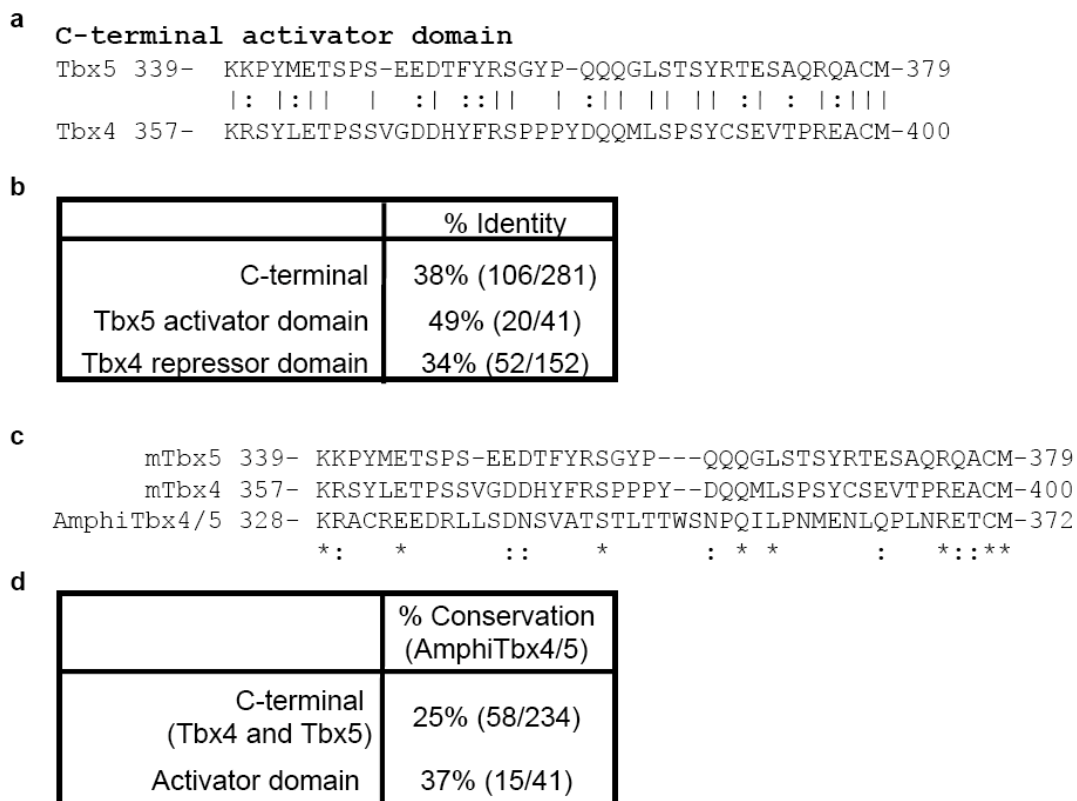 a
C-terminal activator domain
Tbx5 339- KKPYMETSPS-EEDTFYRSGYP-QQQGLSTSYRTESAQRQACM-379
|: |:|| | :| ::|| | :|| || || :| : |:|||
Tbx4 357- KRSYLETPSSVGDDHYFRSPPPYDQQMLSPSYCSEVTPREACM-400
b
% Identity
C-terminal 38% (106/281)
Tbx5 activator domain 49% (20/41)
Tbx4 repressor domain 34% (52/152)
c
mTbx5 339- KKPYMETSPS-EEDTFYRSGYP---QQQGLSTSYRTESAQRQACM-379
mTbx4 357- KRSYLETPSSVGDDHYFRSPPPY--DQQMLSPSYCSEVTPREACM-400
AmphiTbx4/5 328- KRACREEDRLLSDNSVATSTLTTWSNPQILPNMENLQPLNRETCM-372
*: * :: * : * * : *::**
d
% Conservation
(AmphiTbx4/5)
C-terminal
(Tbx4 and Tbx5) 25% (58/234)
Activator domain 37% (15/41)